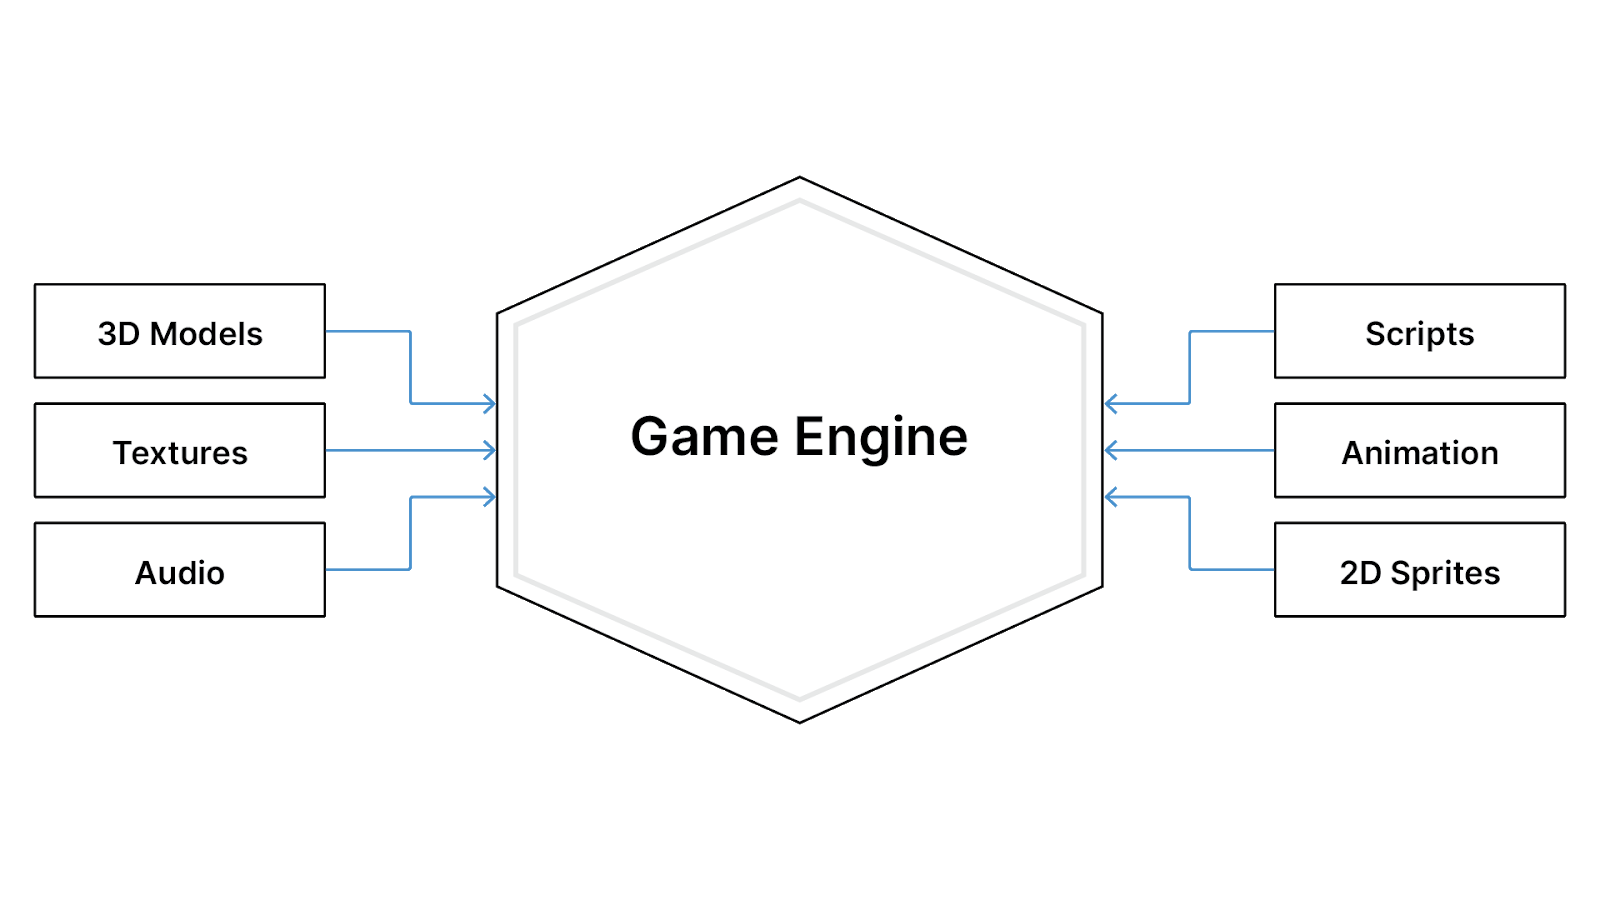 3D Models
Textures
Audio
Game Engine
Scripts
Animation
2D Sprites